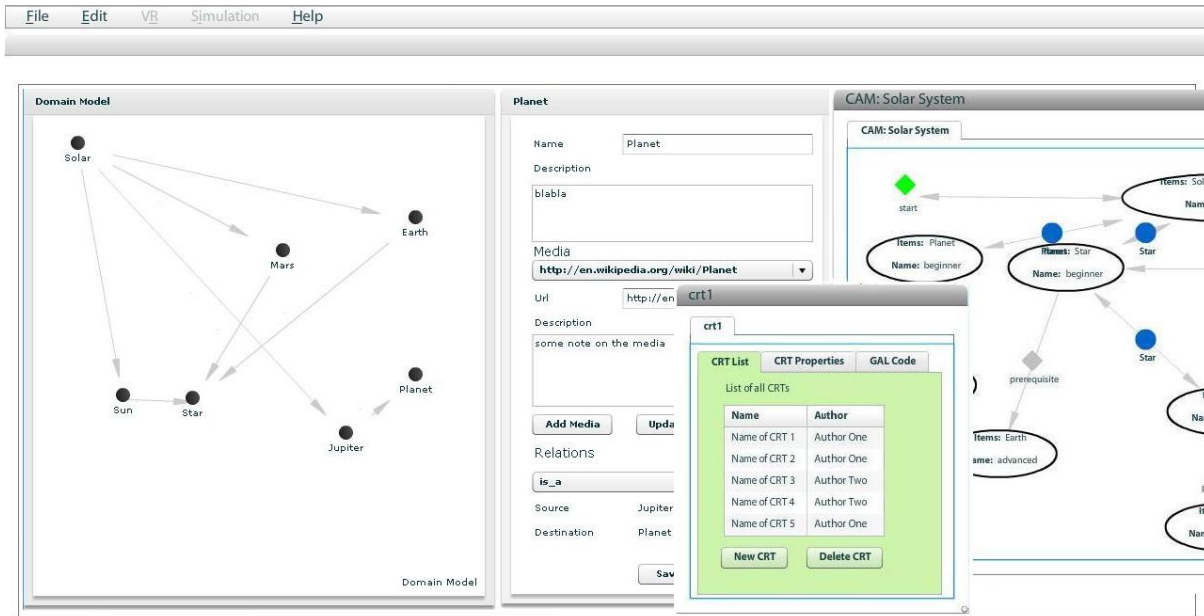 File Edit VR Simulation Help
Domain Model
Solar
Earth
Mars
Planet
Sun
Star
Jupiter
Domain Model
Planet
Name Planet
Description
blabla
Media
http://en.wikipedia.org/wiki/Planet
Url http://en
Description
some note on the media
Add Media
Relations
is_a
Source Jupiter
Destination Planet
CAM: Solar System
CAM: Solar System
start
Items:
Items: Planet
Name: beginner
Star
Name: beginner
Star
Star
prerequisite
Items: Earth
advanced
crt1
crt1
CRT List CRT Properties GAL Code
List of all CRTs
Name Author
Name of CRT 1 Author One
Name of CRT 2 Author One
Name of CRT 3 Author Two
Name of CRT 4 Author Two
Name of CRT 5 Author One
New CRT Delete CRT